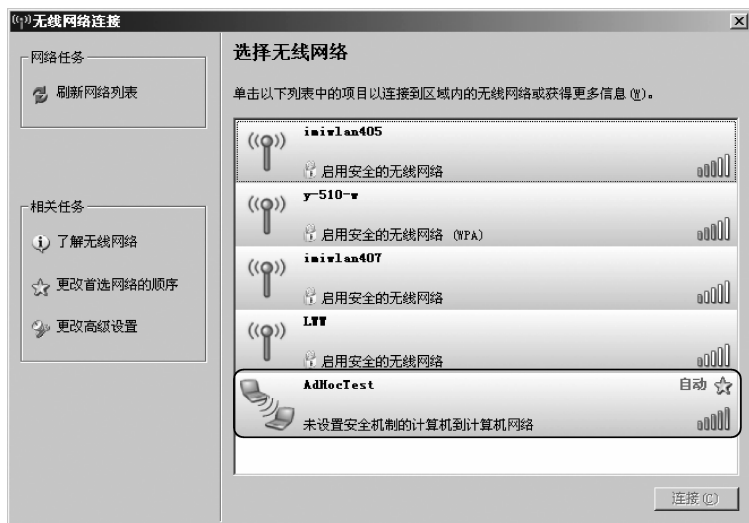 无线网络连接
网络任务
刷新网络列表
相关任务
了解无线网络
更改首选网络的顺序
更改高级设置
选择无线网络
单击以下列表中的项目以连接到区域内的无线网络或获得更多信息(W)。
imiwlan405
启用安全的无线网络
y-510-w
启用安全的无线网络 (WPA)
imiwlan407
启用安全的无线网络
LWW
启用安全的无线网络
AdHocTest 自动
未设置安全机制的计算机到计算机网络
连接(C)